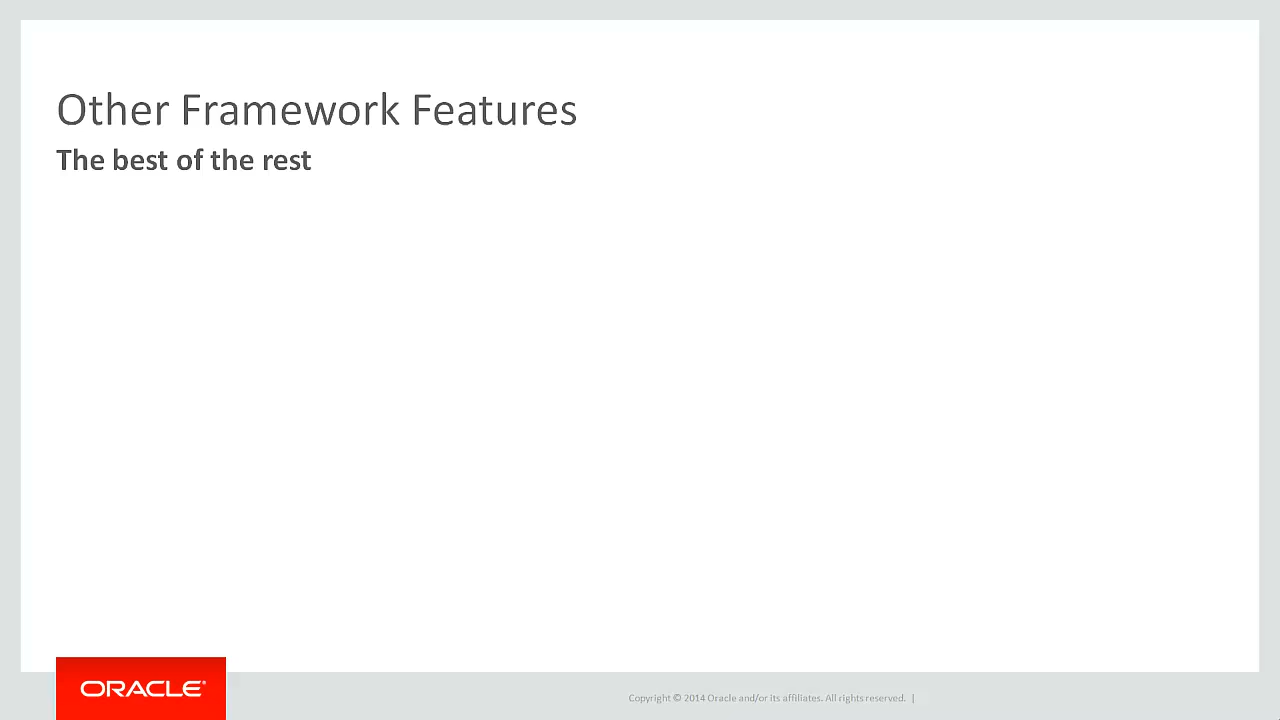 Other Framework Features
The best of the rest
ORACLE®
Copyright © 2014 Oracle and/or its affiliates. All rights reserved. |